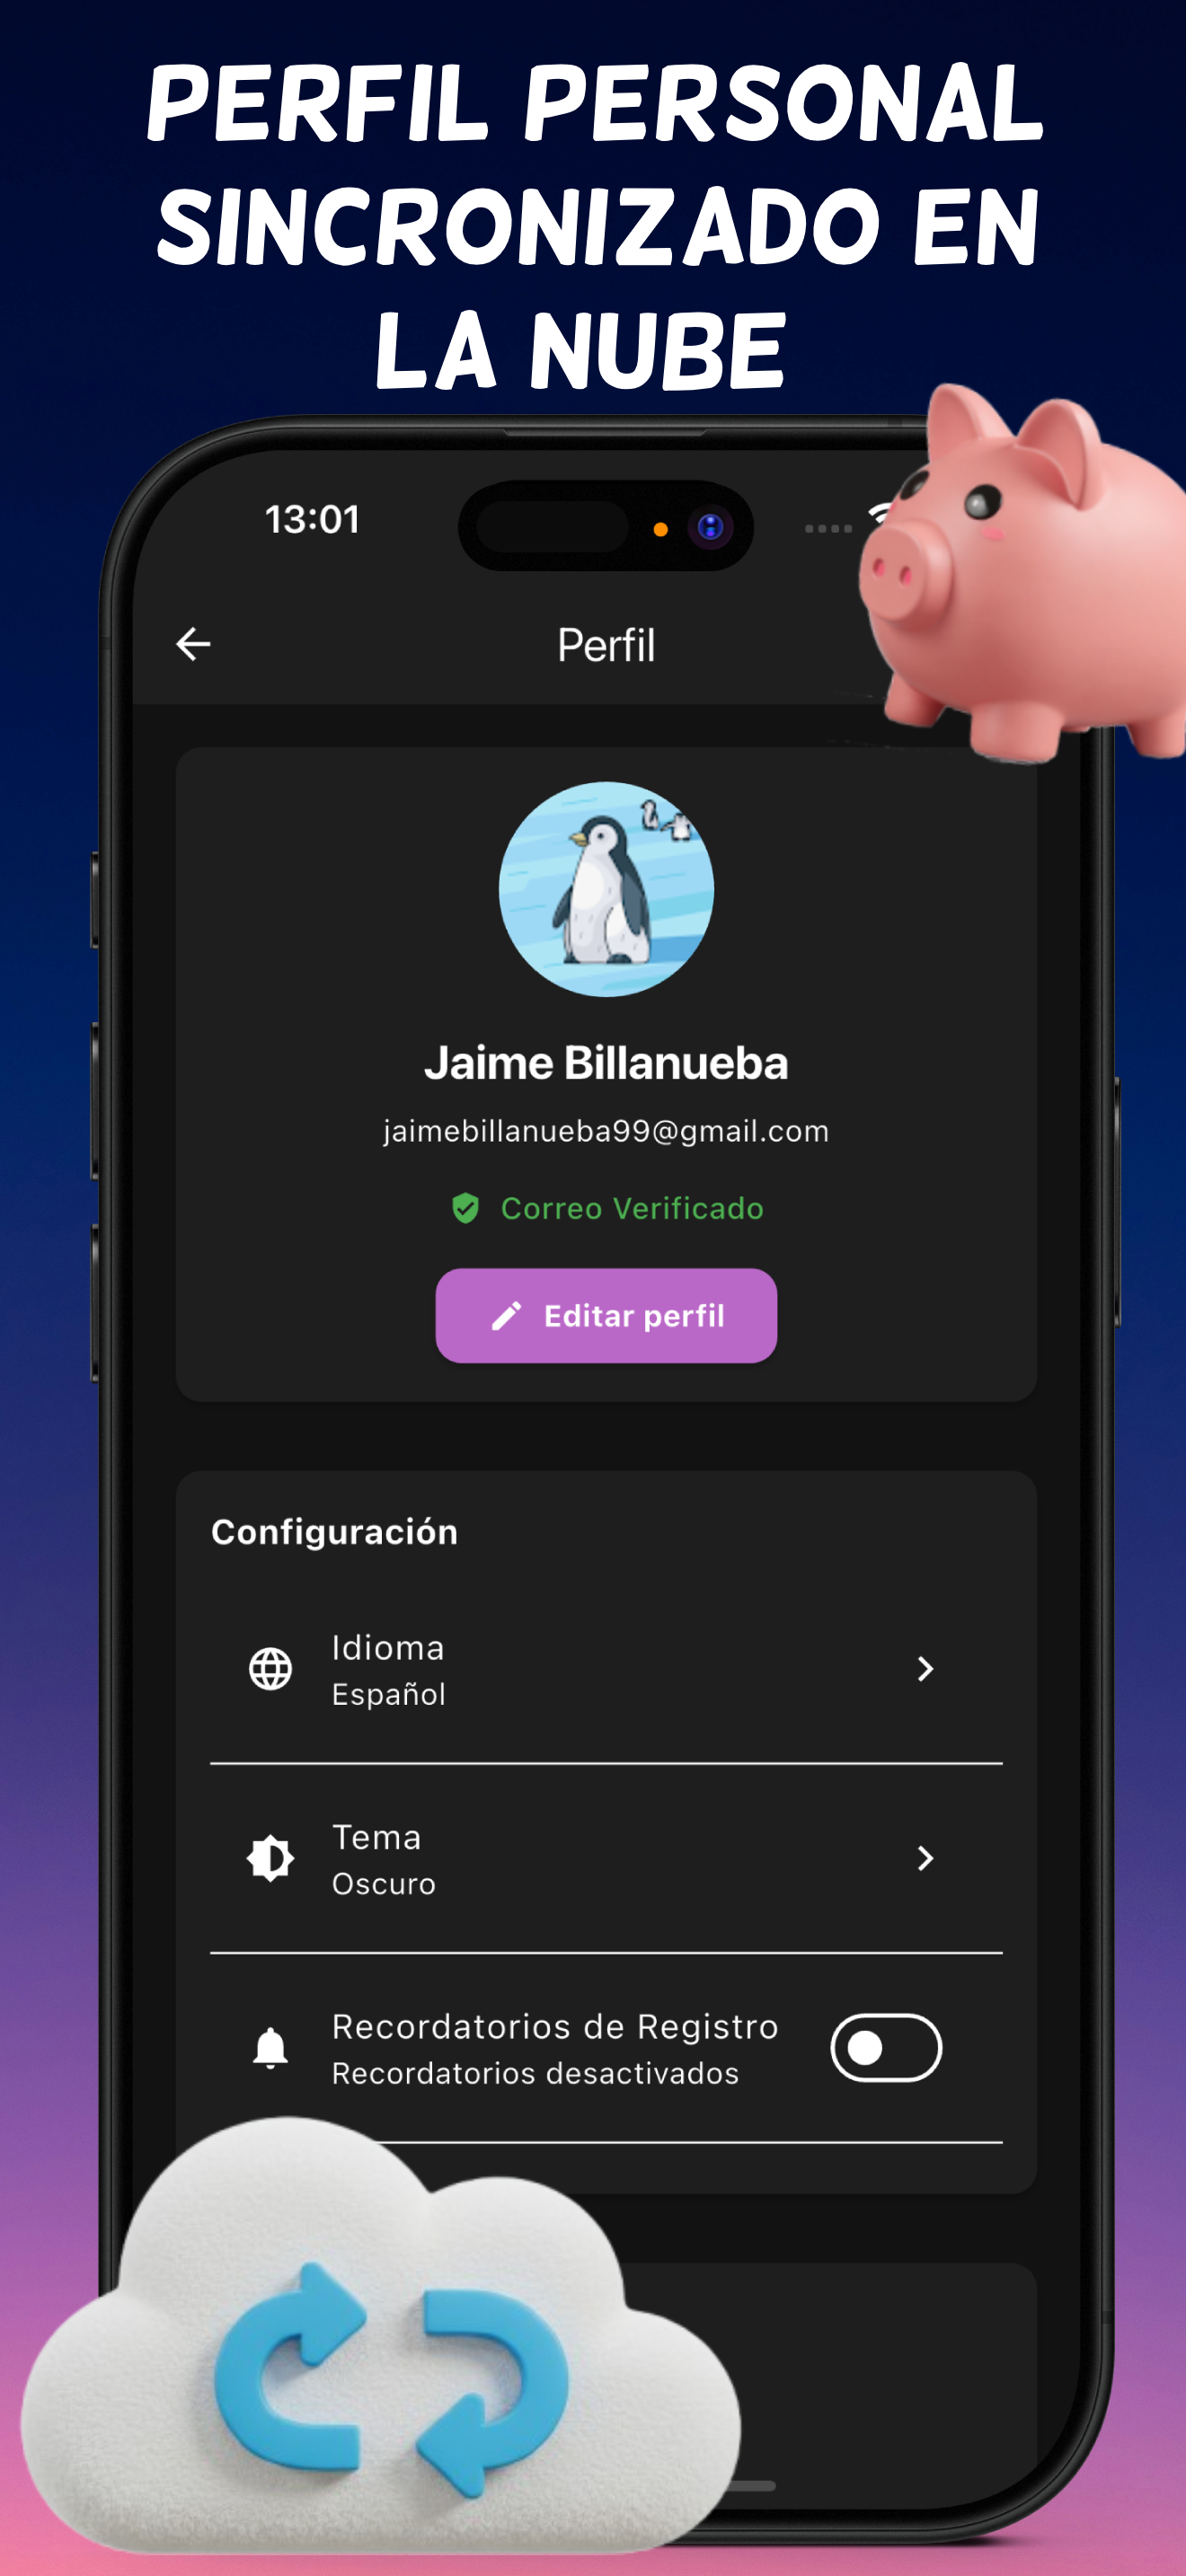 PERFIL PERSONAL
SINCRONIZADO EN
LA NUBE
13:01
Perfil
Jaime Billanueba
jaimebillanueba99@gmail.com
Correo Verificado
Editar perfil
Configuración
Idioma
Español
Tema
Oscuro
Recordatorios de Registro
Recordatorios desactivados